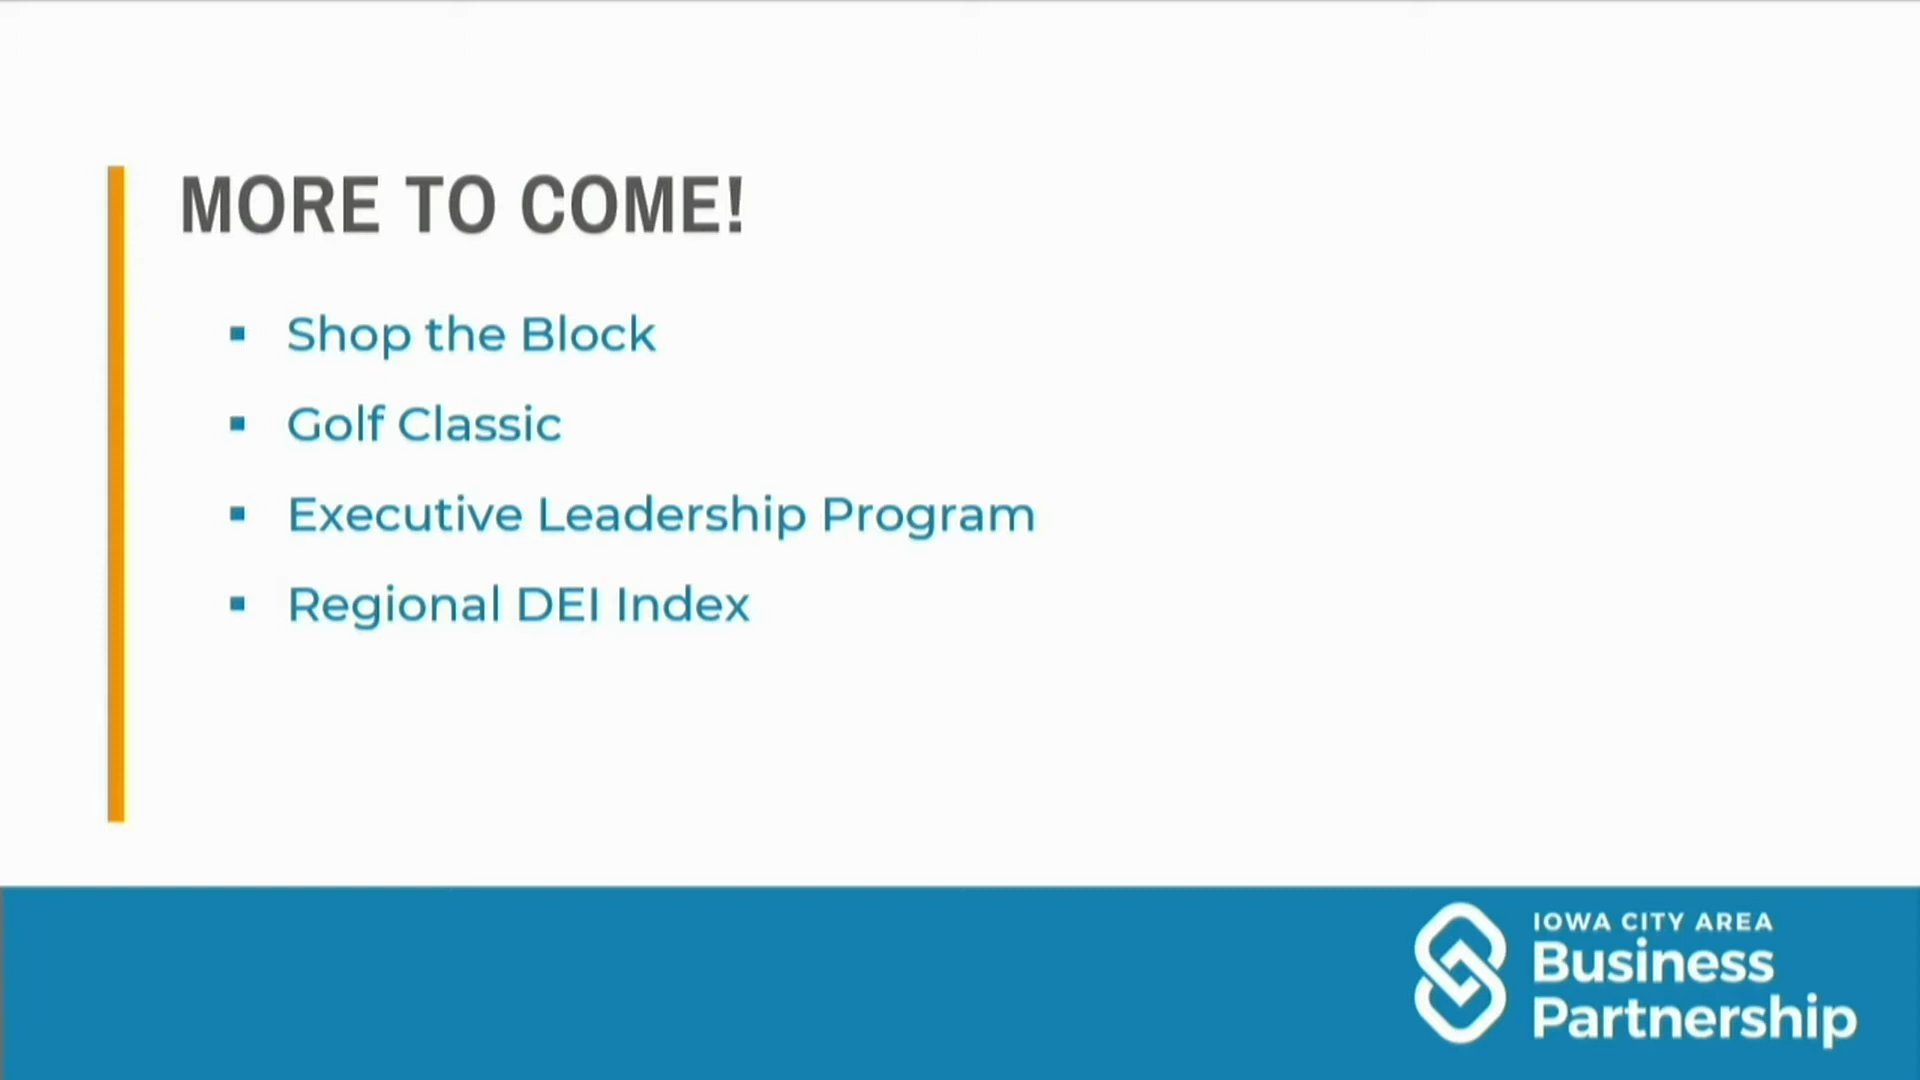 MORE TO COME!
▪ Shop the Block
▪ Golf Classic
▪ Executive Leadership Program
▪ Regional DEI Index
IOWA CITY AREA
Business
Partnership